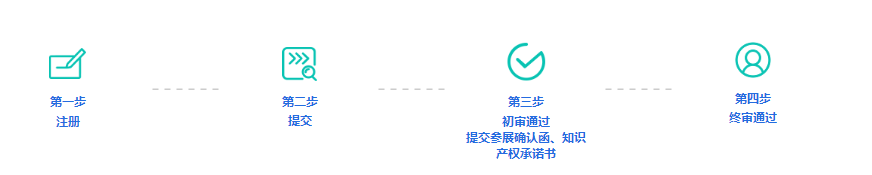 第一步
注册
第二步
提交
第三步
初审通过
提交参展确认函、知识
产权承诺书
第四步
终审通过